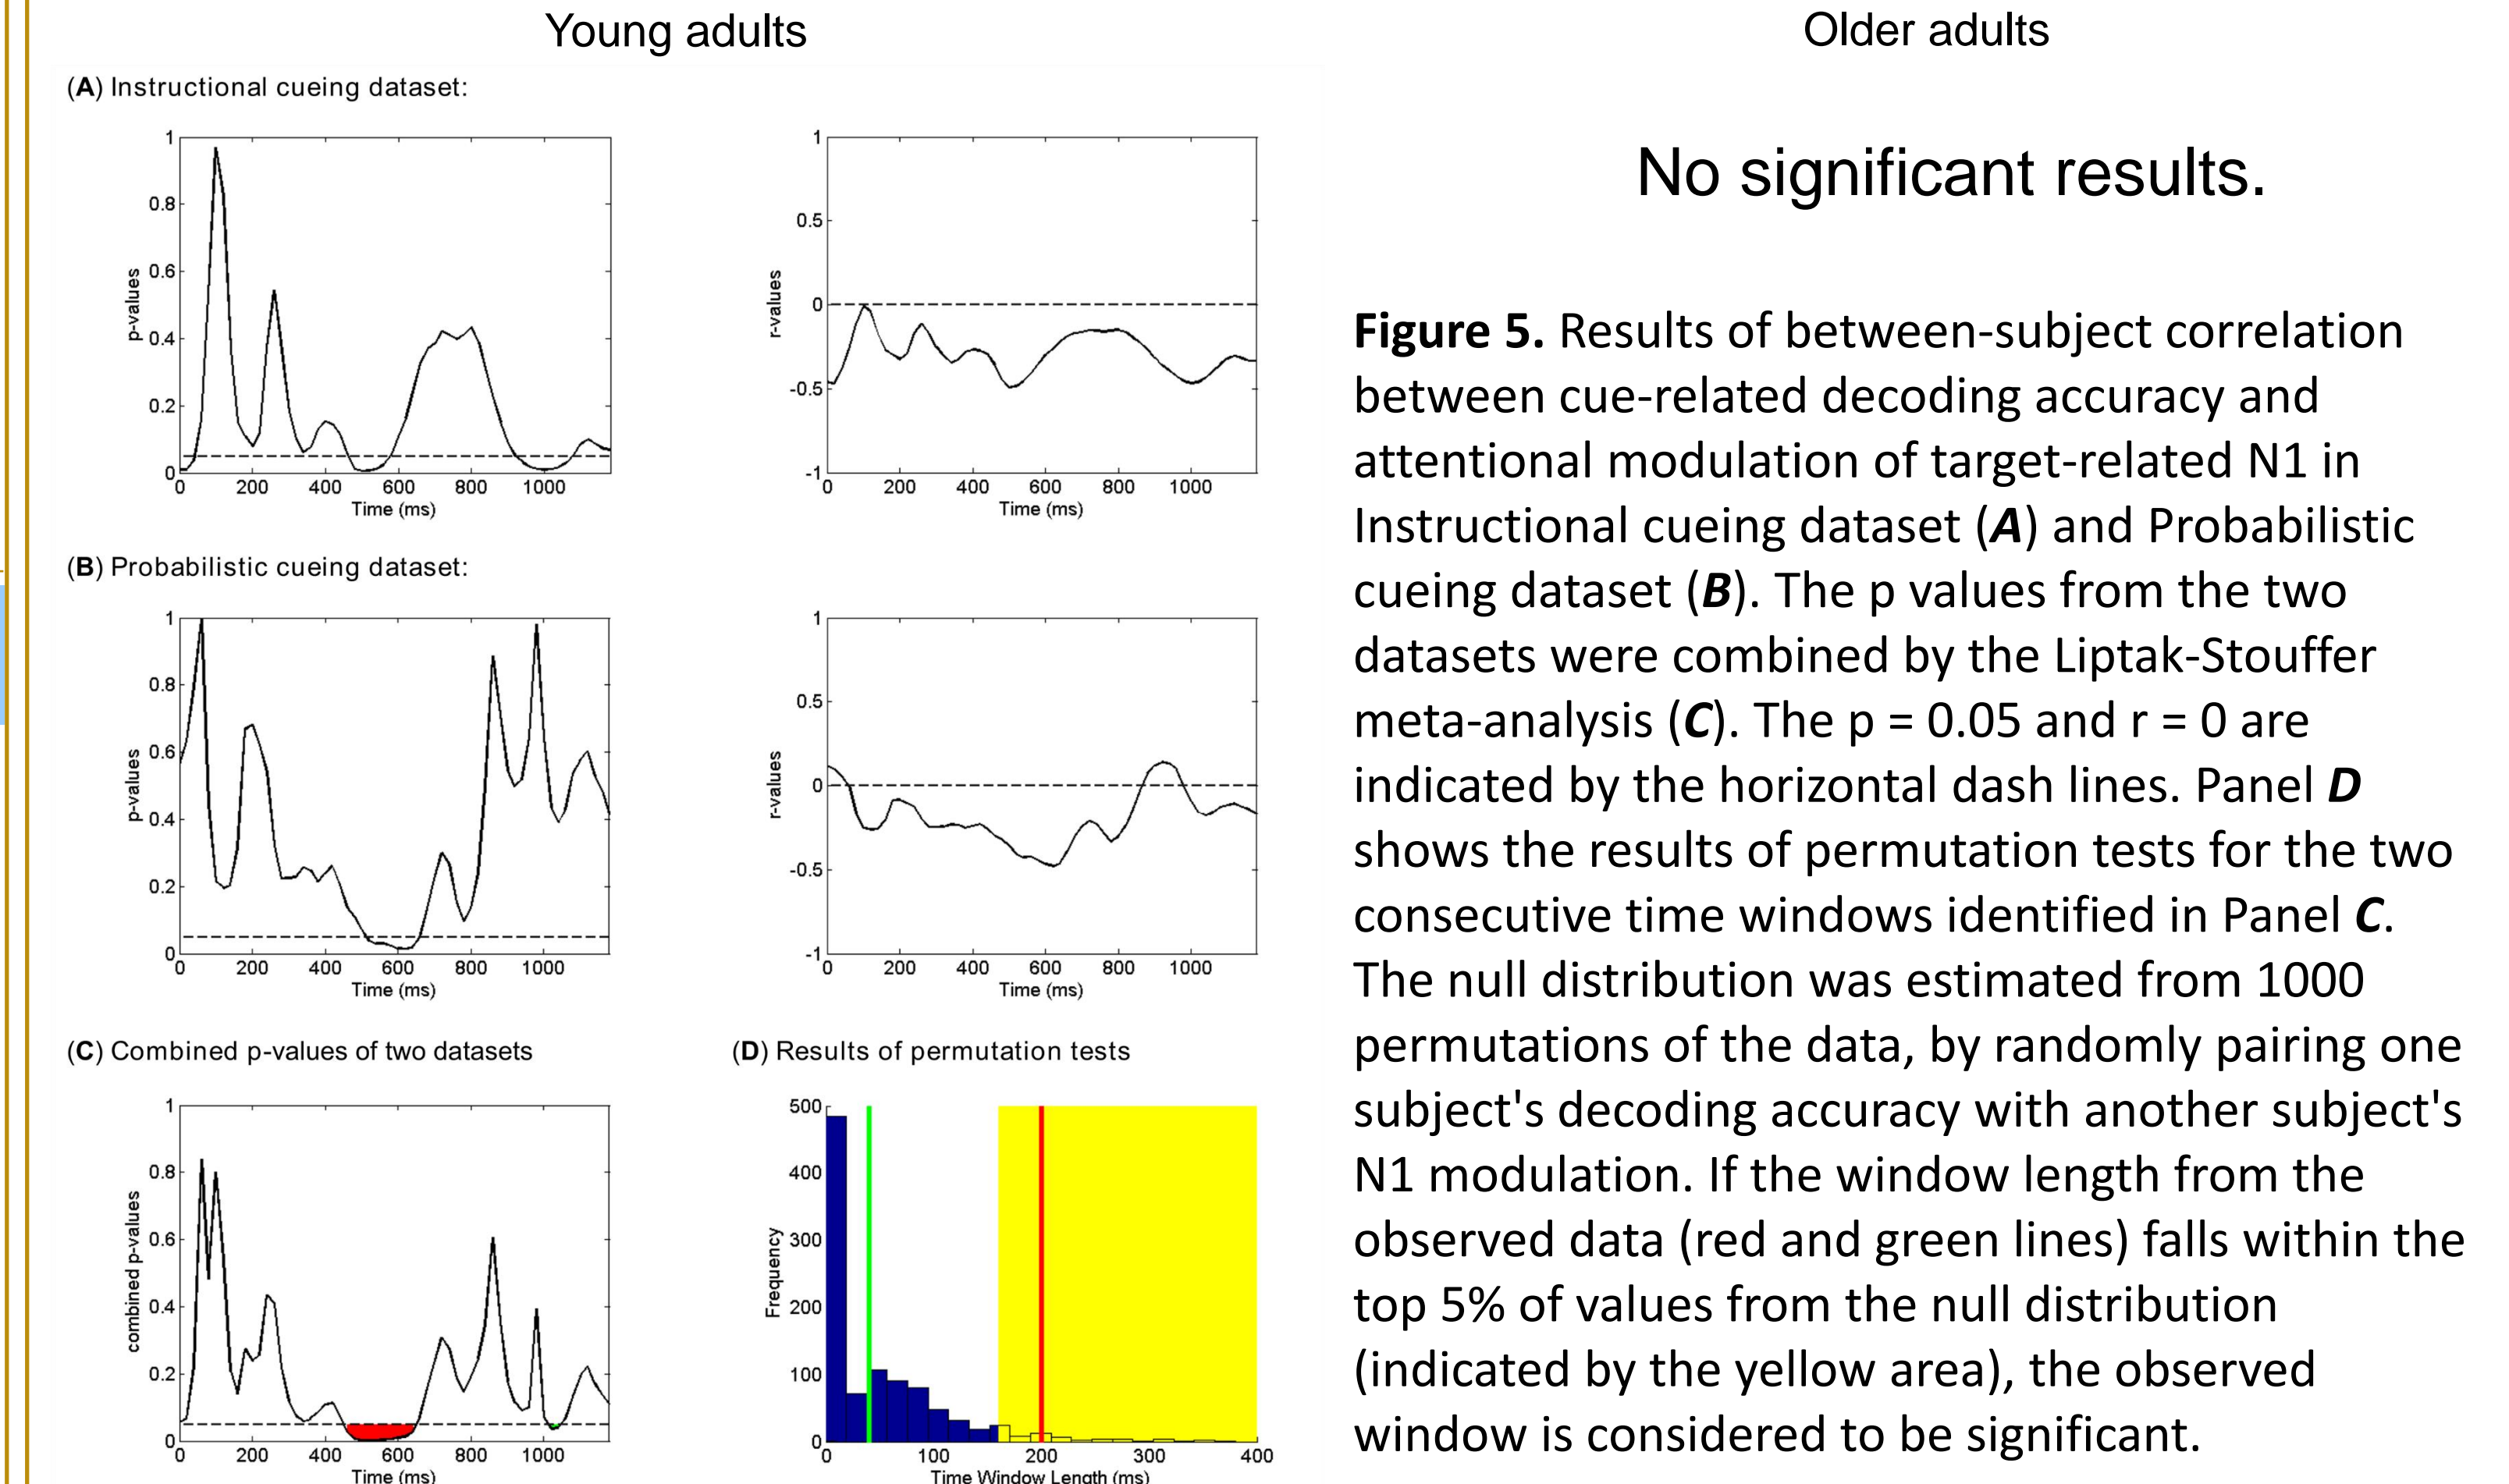 Young adults
Older adults
(A) Instructional cueing dataset:
1
0.8
0.6
0.4
0.2
0
p-values
0 200 400 600 800 1000
Time (ms)
1
0.5
0
-0.5
-1
r-values
0 200 400 600 800 1000
Time (ms)
(B) Probabilistic cueing dataset:
1
0.8
0.6
0.4
0.2
0
p-values
0 200 400 600 800 1000
Time (ms)
1
0.5
0
-0.5
-1
r-values
0 200 400 600 800 1000
Time (ms)
(C) Combined p-values of two datasets
1
0.8
0.6
0.4
0.2
0
combined p-values
0 200 400 600 800 1000
Time (ms)
(D) Results of permutation tests
500
400
300
200
100
0
Frequency
0 100 200 300 400
Time Window Length (ms)
No significant results.
Figure 5. Results of between-subject correlation
between cue-related decoding accuracy and
attentional modulation of target-related N1 in
Instructional cueing dataset (A) and Probabilistic
cueing dataset (B). The p values from the two
datasets were combined by the Liptak-Stouffer
meta-analysis (C). The p = 0.05 and r = 0 are
indicated by the horizontal dash lines. Panel D
shows the results of permutation tests for the two
consecutive time windows identified in Panel C.
The null distribution was estimated from 1000
permutations of the data, by randomly pairing one
subject's decoding accuracy with another subject's
N1 modulation. If the window length from the
observed data (red and green lines) falls within the
top 5% of values from the null distribution
(indicated by the yellow area), the observed
window is considered to be significant.